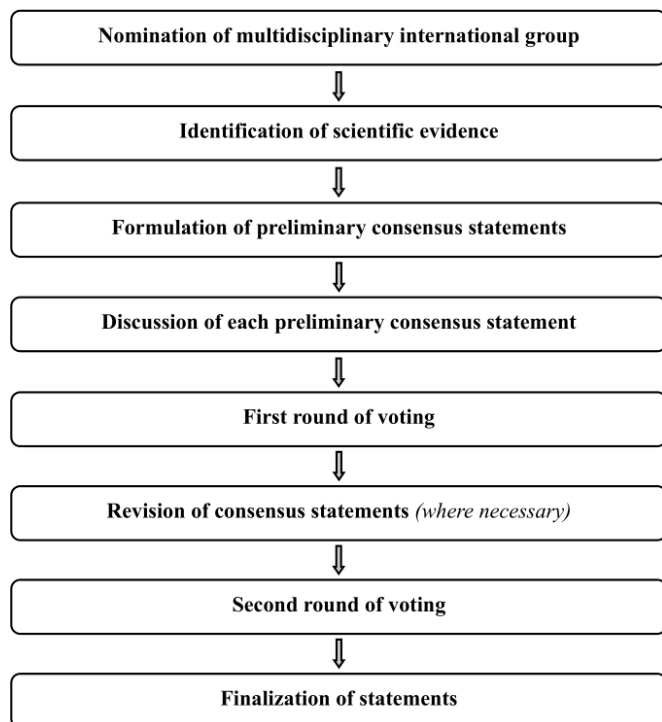 Nomination of multidisciplinary international group
Identification of scientific evidence
Formulation of preliminary consensus statements
Discussion of each preliminary consensus statement
First round of voting
Revision of consensus statements (where necessary)
Second round of voting
Finalization of statements